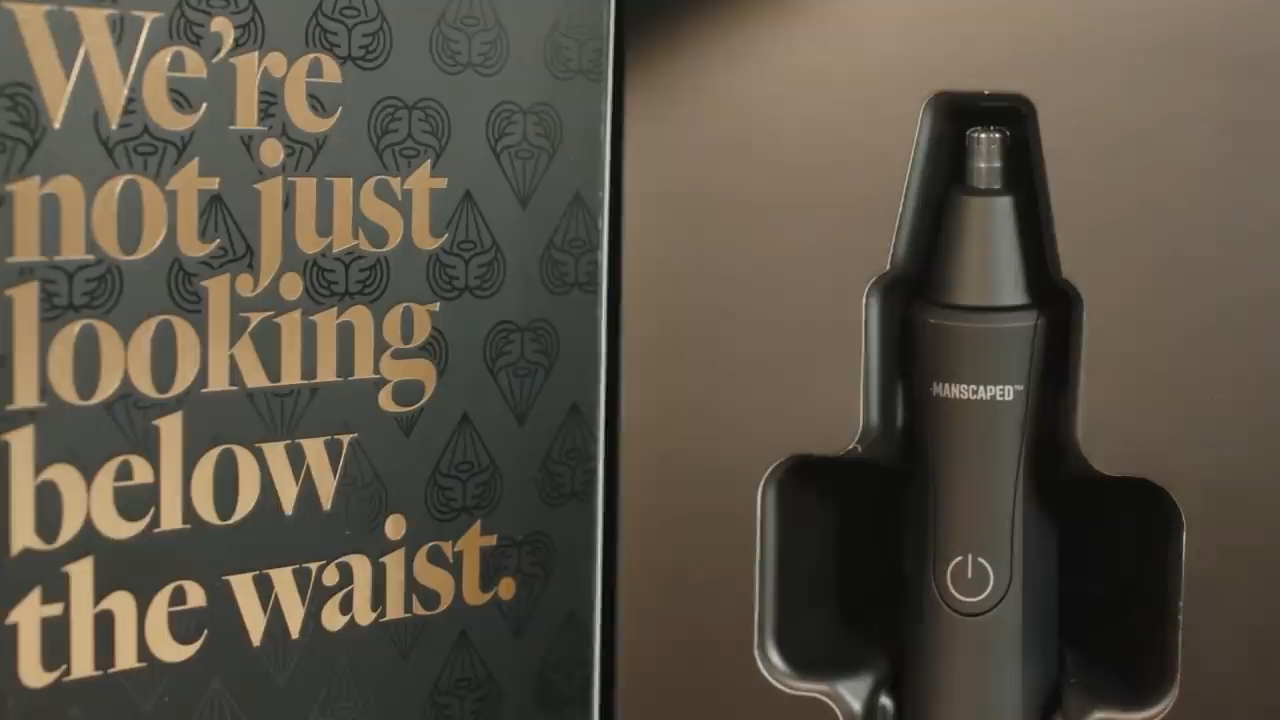 We're
not just
looking
below
the waist.
MANSCAPED™